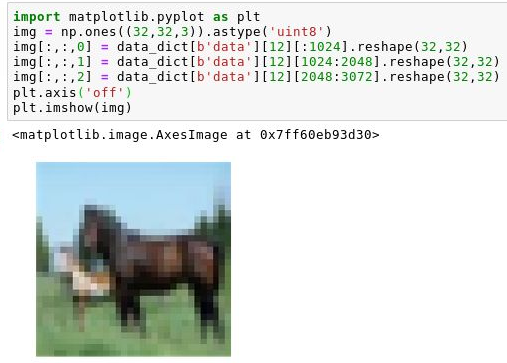 import matplotlib.pyplot as plt
img = np.ones((32,32,3)).astype('uint8')
img[:,:,0] = data_dict[b'data'][12][:1024].reshape(32,32)
img[:,:,1] = data_dict[b'data'][12][1024:2048].reshape(32,32)
img[:,:,2] = data_dict[b'data'][12][2048:3072].reshape(32,32)
plt.axis('off')
plt.imshow(img)
<matplotlib.image.AxesImage at 0x7ff60eb93d30>